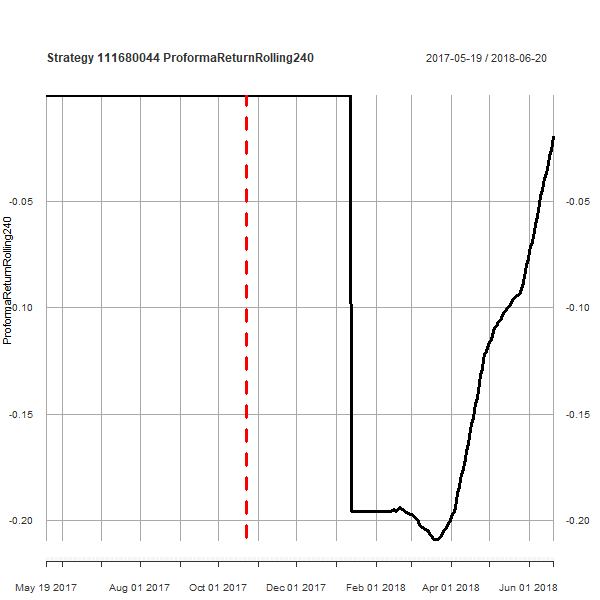 Strategy 111680044 ProformaReturnRolling240
2017-05-19 / 2018-06-20
ProformaReturnRolling240
-0.05
-0.05
-0.10
-0.10
-0.15
-0.15
-0.20
-0.20
May 19 2017
Aug 01 2017
Oct 01 2017
Dec 01 2017
Feb 01 2018
Apr 01 2018
Jun 01 2018